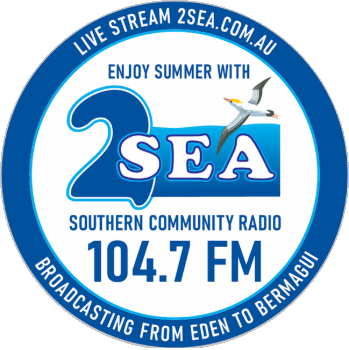 LIVE STREAM 2SEA.COM.AU
ENJOY SUMMER WITH
2SEA
SOUTHERN COMMUNITY RADIO
104.7 FM
BROADCASTING FROM EDEN TO BERMAGUI